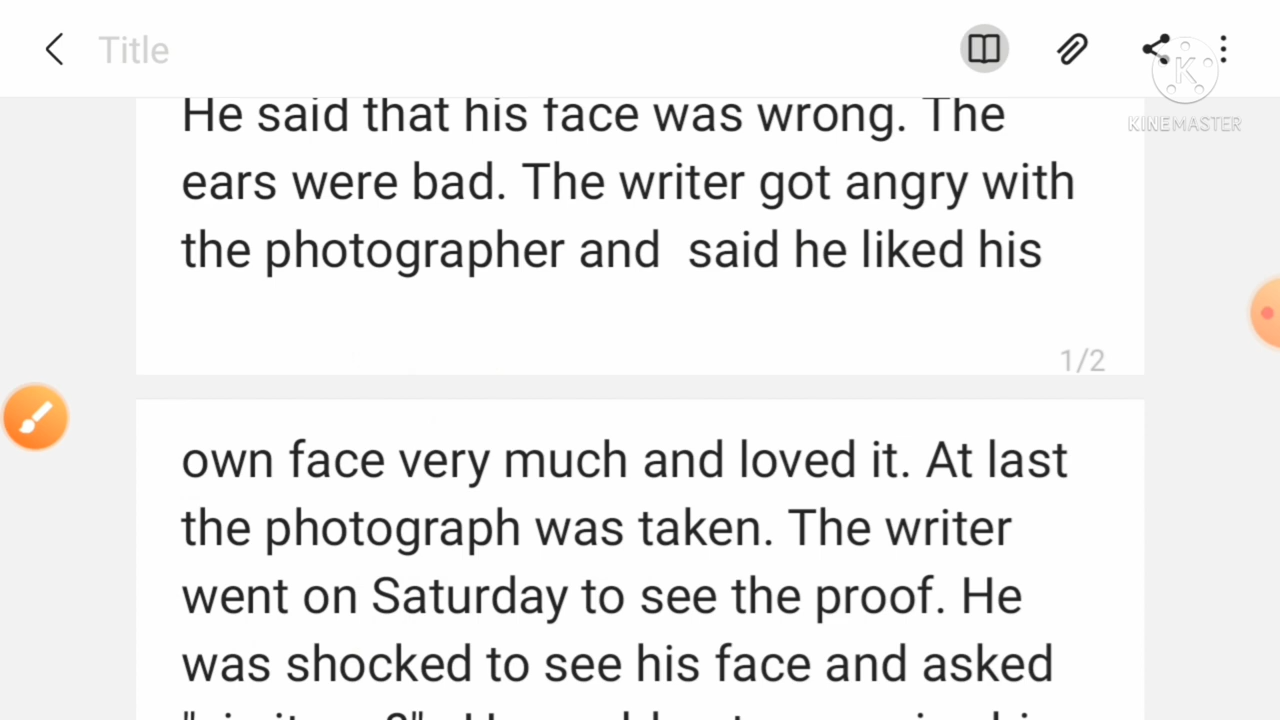 Title
K
KINEMASTER
He said that his face was wrong. The
ears were bad. The writer got angry with
the photographer and said he liked his
1/2
own face very much and loved it. At last
the photograph was taken. The writer
went on Saturday to see the proof. He
was shocked to see his face and asked